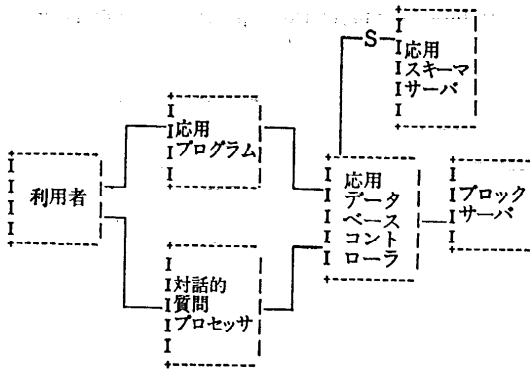 S
応用
スキーマ
サーバ
応用
プログラム
利用者
応用
データ
ベース
コント
ローラ
ブロック
サーバ
対話的
質問
プロセッサ